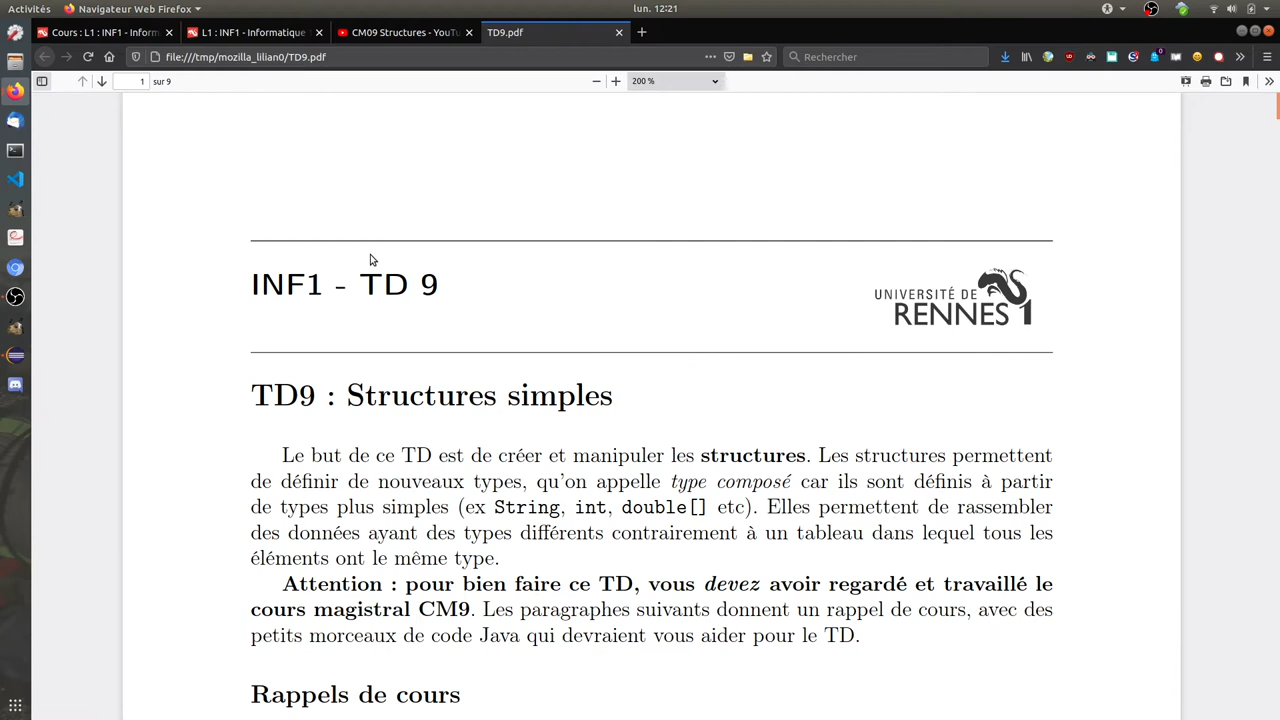 Activités Navigateur Web Firefox lun. 12:21
Cours : L1 : INF1 - Inform L1 : INF1 - Informatique CM09 Structures - YouTu TD9.pdf
file:///tmp/mozilla_lilian0/TD9.pdf Rechercher
1 sur 9 200 %
INF1 - TD 9
UNIVERSITÉ DE
RENNES 1
TD9 : Structures simples
Le but de ce TD est de créer et manipuler les structures. Les structures permettent
de définir de nouveaux types, qu'on appelle type composé car ils sont définis à partir
de types plus simples (ex String, int, double[] etc). Elles permettent de rassembler
des données ayant des types différents contrairement à un tableau dans lequel tous les
éléments ont le même type.
Attention : pour bien faire ce TD, vous devez avoir regardé et travaillé le
cours magistral CM9. Les paragraphes suivants donnent un rappel de cours, avec des
petits morceaux de code Java qui devraient vous aider pour le TD.
Rappels de cours